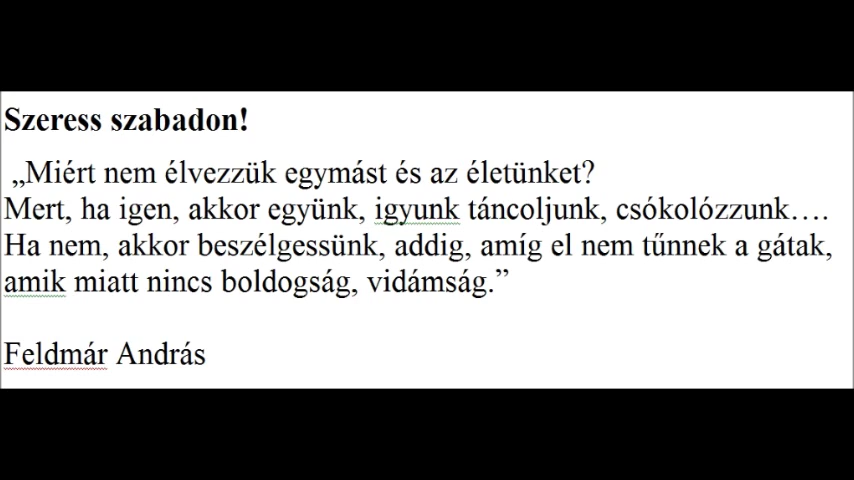 Szeress szabadon!
„Miért nem élvezzük egymást és az életünket?
Mert, ha igen, akkor együnk, igyunk táncoljunk, csókolózzunk….
Ha nem, akkor beszélgessünk, addig, amíg el nem tűnnek a gátak,
amik miatt nincs boldogság, vidámság.”
Feldmár András